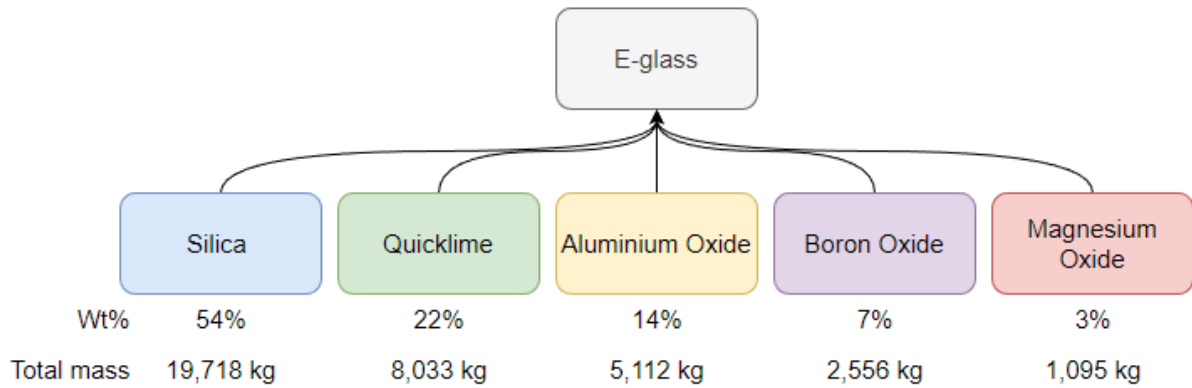 E-glass
Silica
Quicklime
Aluminium Oxide
Boron Oxide
Magnesium
Oxide
Wt% 54% 22% 14% 7% 3%
Total mass 19,718 kg 8,033 kg 5,112 kg 2,556 kg 1,095 kg